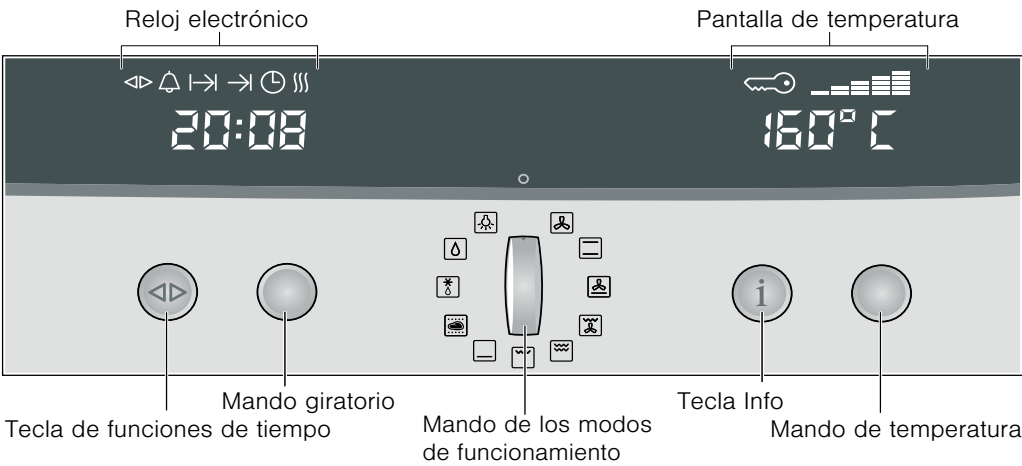 Reloj electrónico
Pantalla de temperatura
20:08
160°C
i
Mando giratorio
Tecla de funciones de tiempo
Mando de los modos
de funcionamiento
Tecla Info
Mando de temperatura